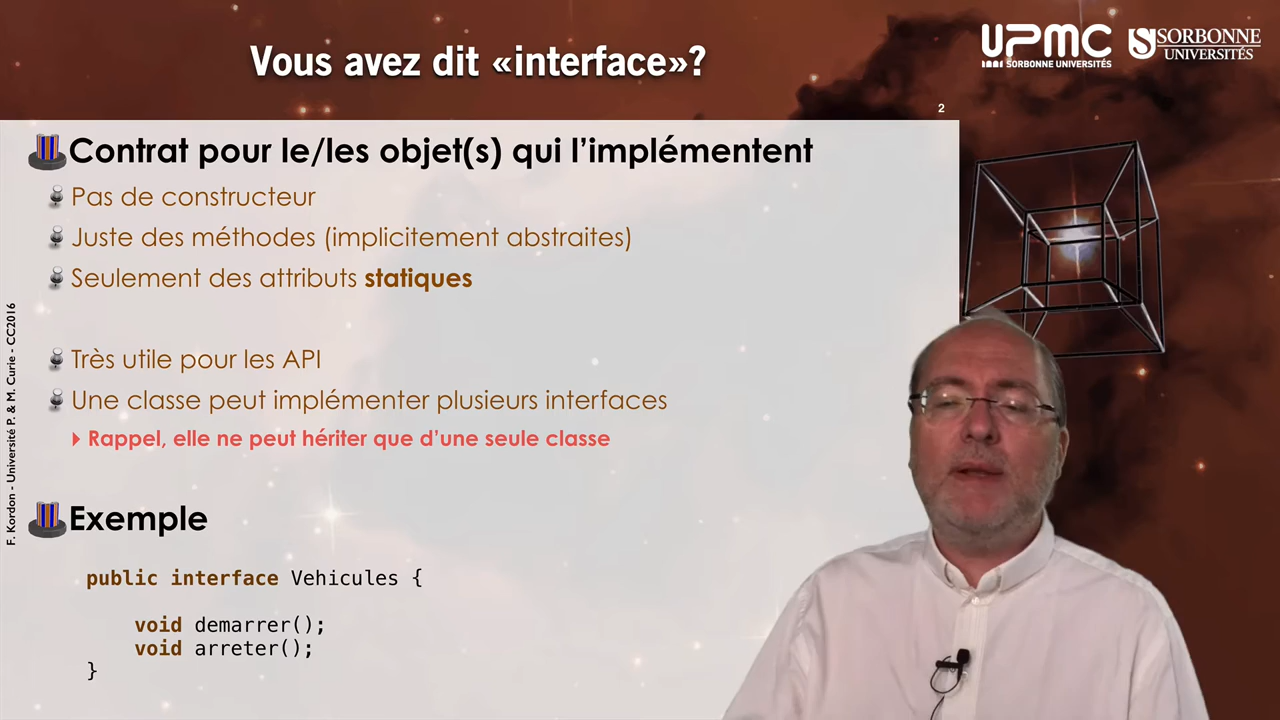 Vous avez dit «interface»?
UPMC
SORBONNE UNIVERSITÉS
SORBONNE
UNIVERSITÉS
2
Contrat pour le/les objet(s) qui l’implémentent
Pas de constructeur
Juste des méthodes (implicitement abstraites)
Seulement des attributs statiques
Très utile pour les API
Une classe peut implémenter plusieurs interfaces
Rappel, elle ne peut hériter que d’une seule classe
Exemple
public interface Vehicules {
void demarrer();
void arreter();
}
F. Kordon - Université P. & M. Curie - CC2016